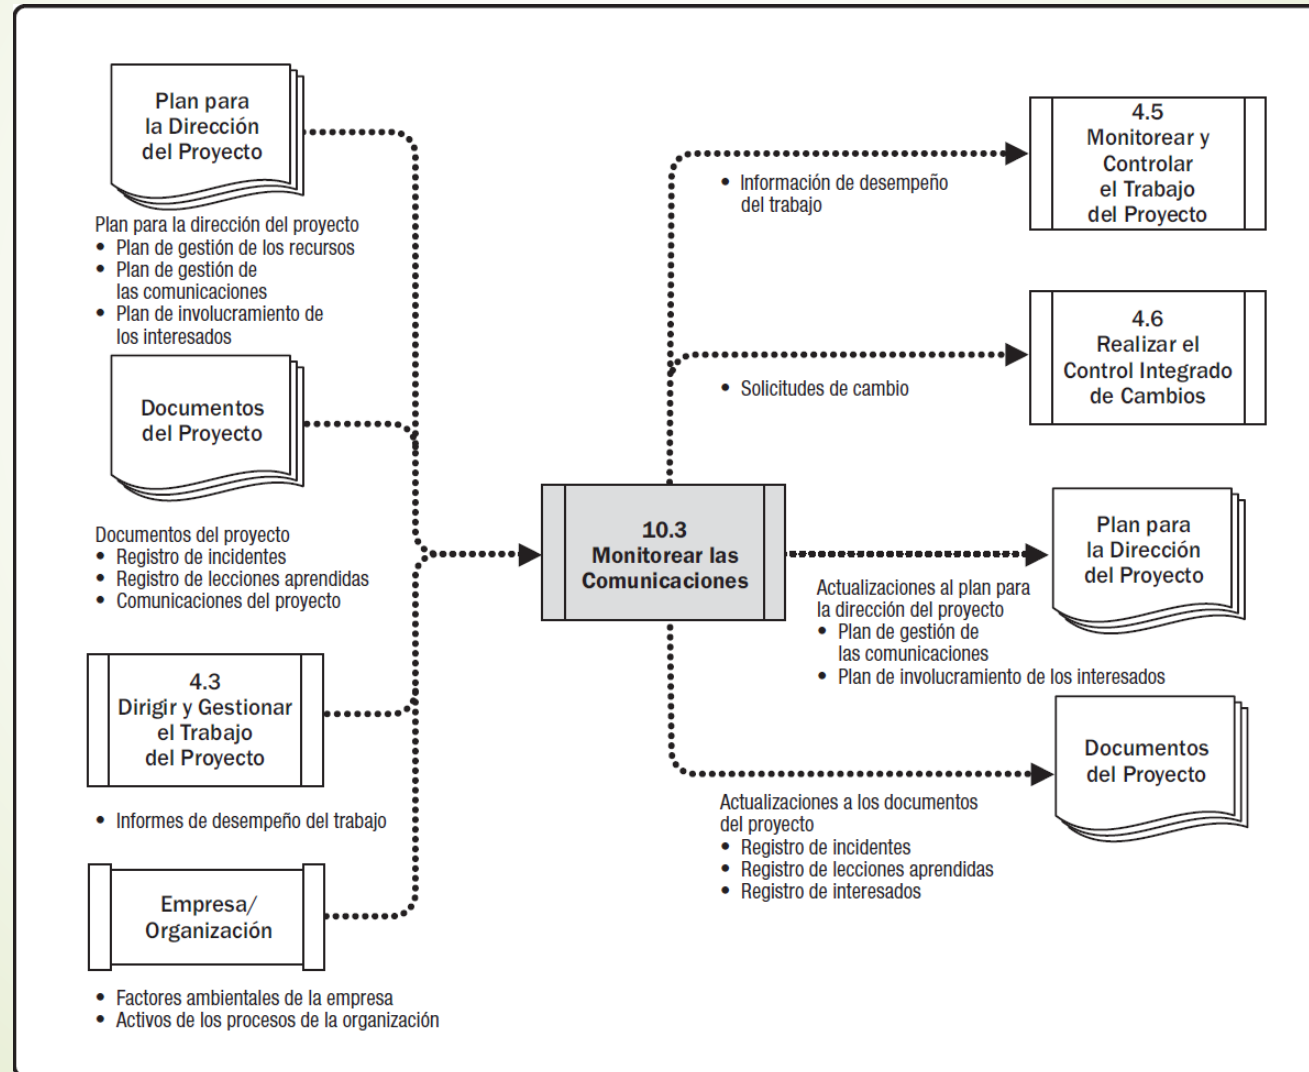 Plan para
la Dirección
del Proyecto
Plan para la dirección del proyecto
• Plan de gestión de los recursos
• Plan de gestión de
las comunicaciones
• Plan de involucramiento de
los interesados
Documentos
del Proyecto
Documentos del proyecto
• Registro de incidentes
• Registro de lecciones aprendidas
• Comunicaciones del proyecto
4.3
Dirigir y Gestionar
el Trabajo
del Proyecto
• Informes de desempeño del trabajo
Empresa/
Organización
• Factores ambientales de la empresa
• Activos de los procesos de la organización
10.3
Monitorear las
Comunicaciones
• Información de desempeño
del trabajo
4.5
Monitorear y
Controlar
el Trabajo
del Proyecto
• Solicitudes de cambio
4.6
Realizar el
Control Integrado
de Cambios
Plan para
la Dirección
del Proyecto
Actualizaciones al plan para
la dirección del proyecto
• Plan de gestión de
las comunicaciones
• Plan de involucramiento de los interesados
Documentos
del Proyecto
Actualizaciones a los documentos
del proyecto
• Registro de incidentes
• Registro de lecciones aprendidas
• Registro de interesados